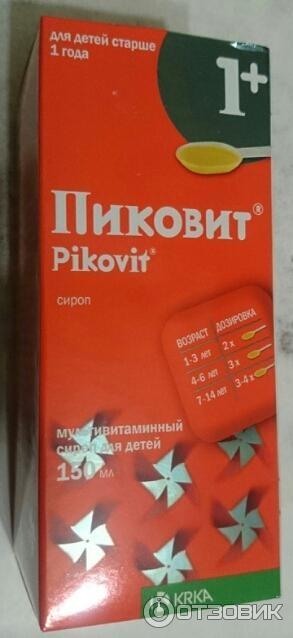 для детей старше
1 года
1+
Пиковит®
Pikovit®
сироп
ВОЗРАСТ ДОЗИРОВКА
1-3 лет 2 x
4-6 лет 3 x
7-14 лет 3-4 x
мультивитаминный
сироп для детей
150 мл
KRKA
ОТЗОВИК